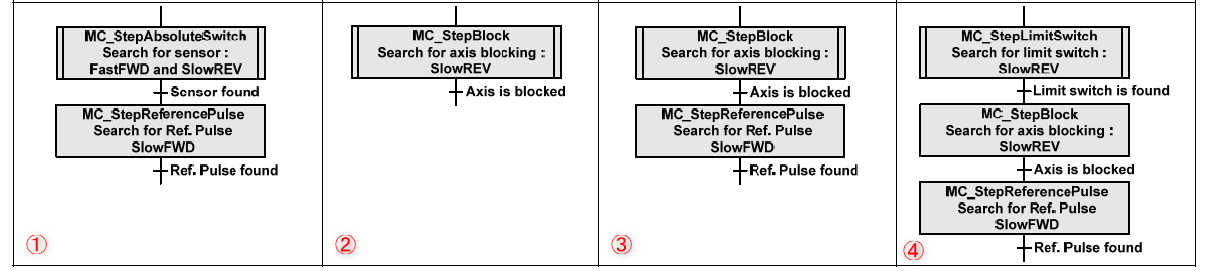 MC_StepAbsoluteSwitch
Search for sensor :
FastFWD and SlowREV
Sensor found
MC_StepReferencePulse
Search for Ref. Pulse
SlowFWD
Ref. Pulse found
①
MC_StepBlock
Search for axis blocking :
SlowREV
Axis is blocked
②
MC_StepBlock
Search for axis blocking :
SlowREV
Axis is blocked
MC_StepReferencePulse
Search for Ref. Pulse
SlowFWD
Ref. Pulse found
③
MC_StepLimitSwitch
Search for limit switch :
SlowREV
Limit switch is found
MC_StepBlock
Search for axis blocking :
SlowREV
Axis is blocked
MC_StepReferencePulse
Search for Ref. Pulse
SlowFWD
Ref. Pulse found
④